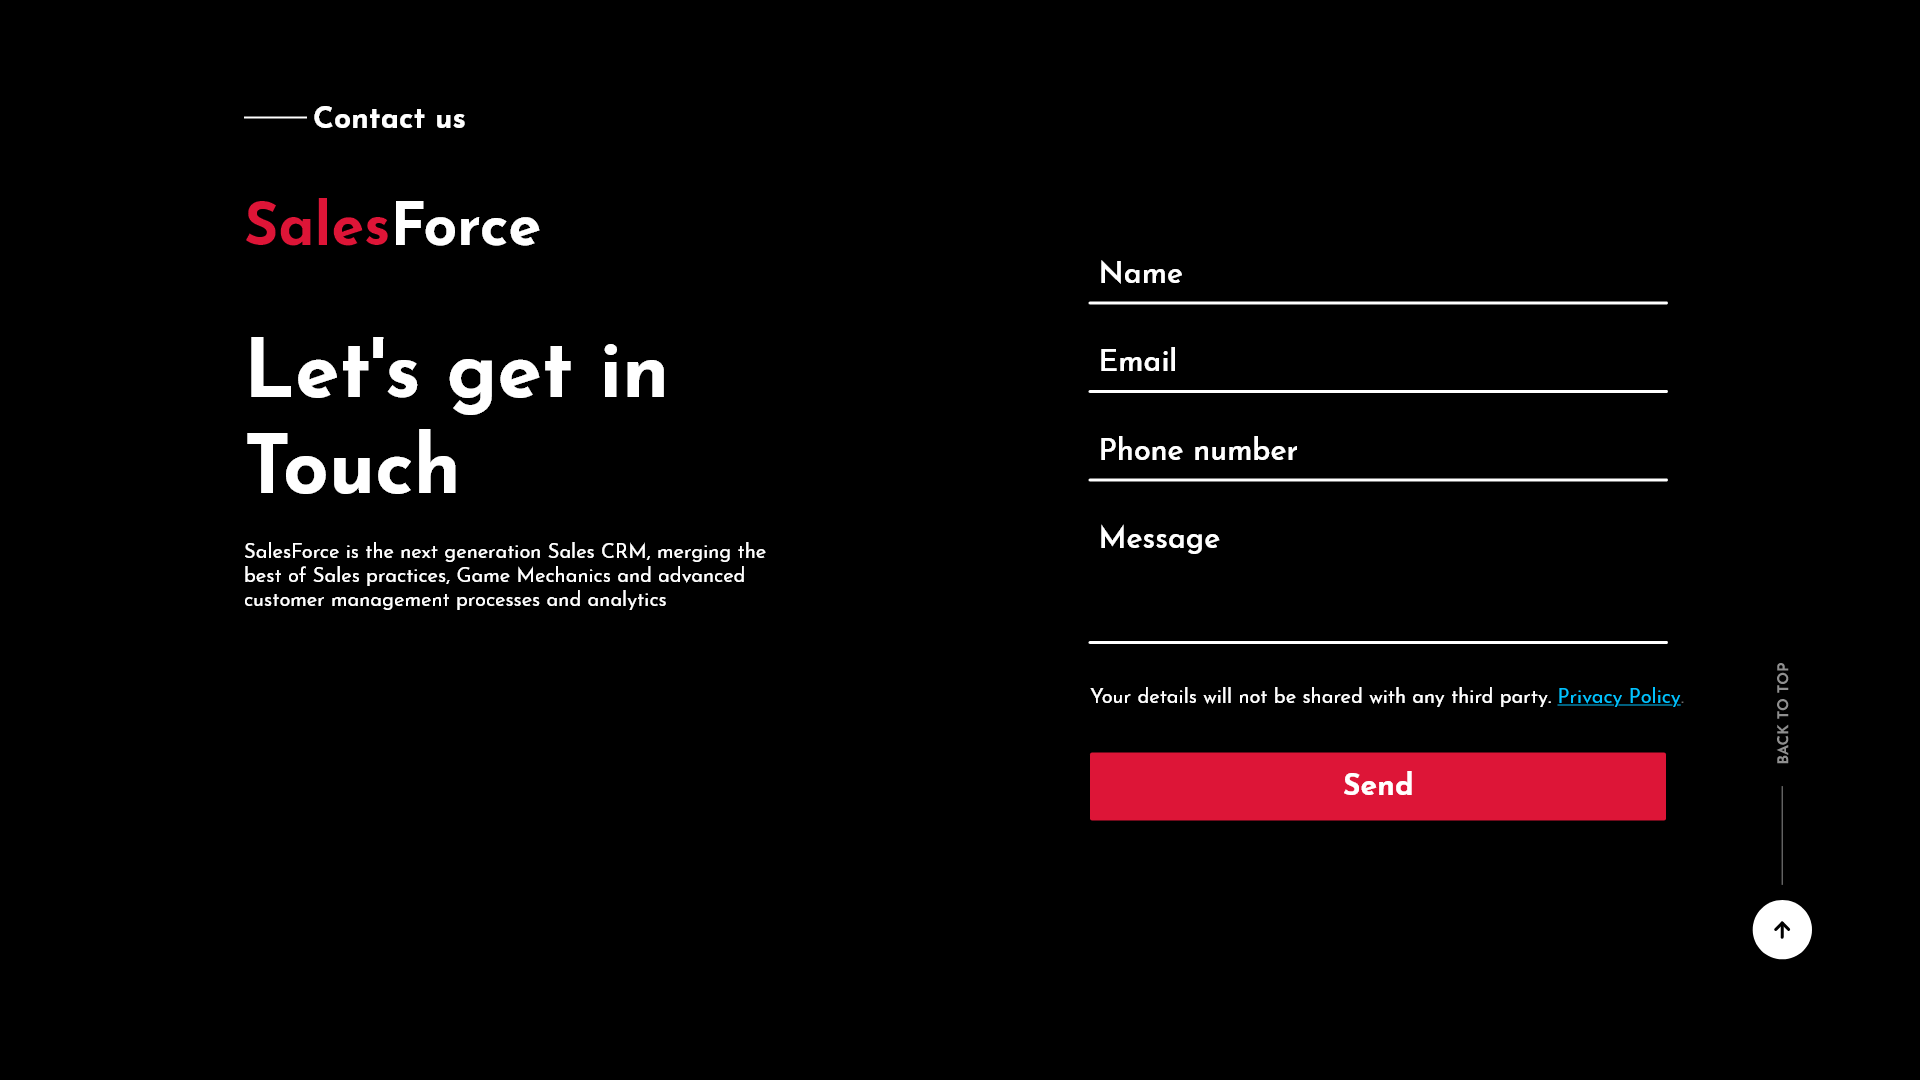 Contact us
SalesForce
Let's get in
Touch
SalesForce is the next generation Sales CRM, merging the
best of Sales practices, Game Mechanics and advanced
customer management processes and analytics
Name
Email
Phone number
Message
Your details will not be shared with any third party. Privacy Policy.
Send
BACK TO TOP